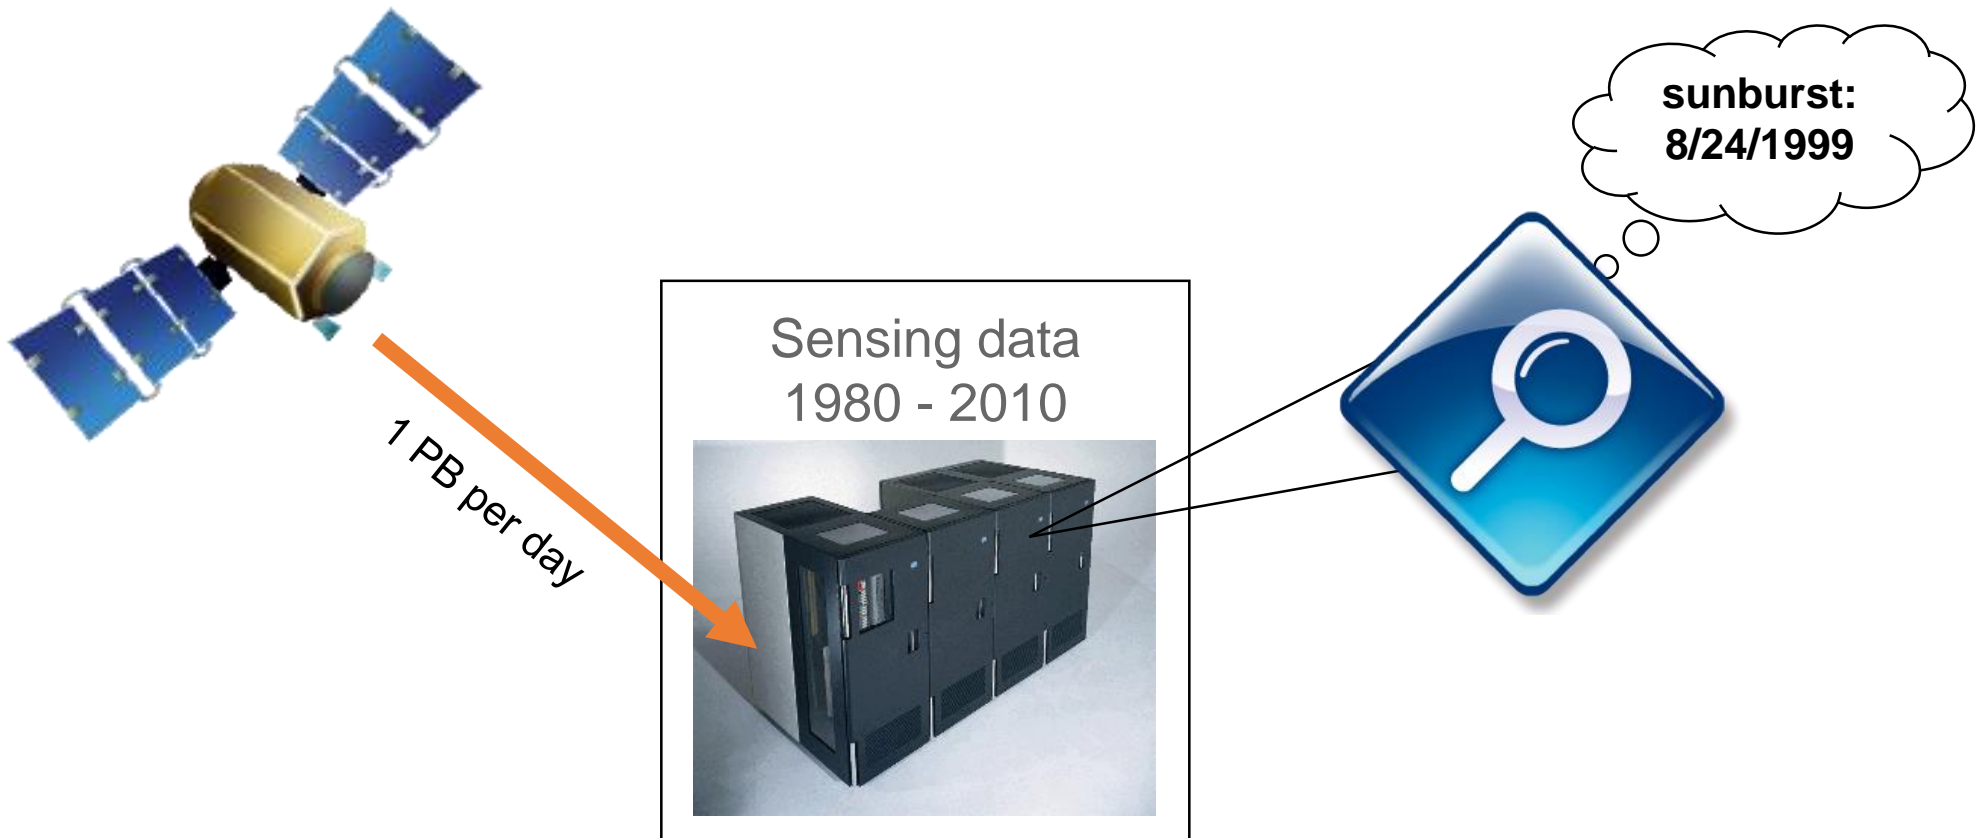 sunburst:
8/24/1999
Sensing data
1980 - 2010
1 PB per day